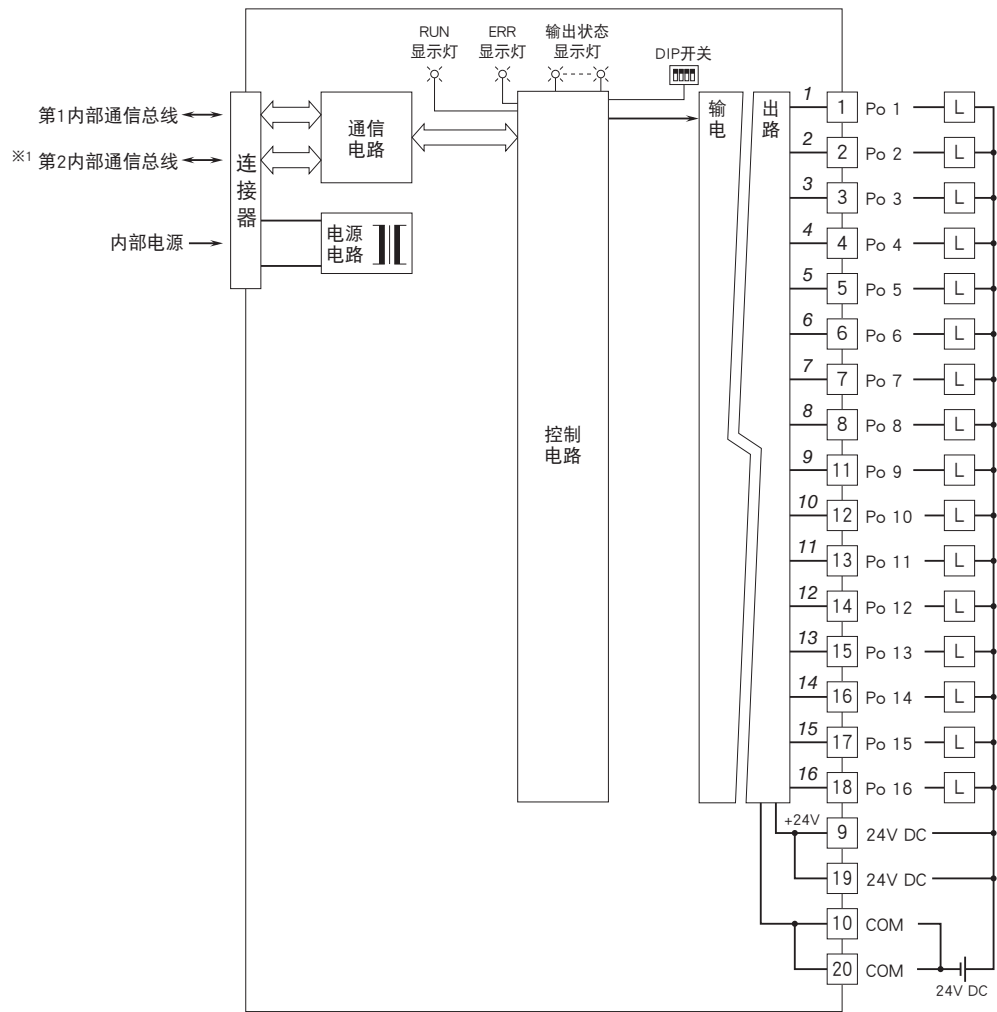 RUN
显示灯
ERR
显示灯
输出状态
显示灯
DIP开关
第1内部通信总线
※1 第2内部通信总线
内部电源
连接器
通信
电路
电源
电路
控制
电路
输出
电路
1 1 Po 1 L
2 2 Po 2 L
3 3 Po 3 L
4 4 Po 4 L
5 5 Po 5 L
6 6 Po 6 L
7 7 Po 7 L
8 8 Po 8 L
9 11 Po 9 L
10 12 Po 10 L
11 13 Po 11 L
12 14 Po 12 L
13 15 Po 13 L
14 16 Po 14 L
15 17 Po 15 L
16 18 Po 16 L
+24V 9 24V DC
19 24V DC
10 COM
20 COM
24V DC